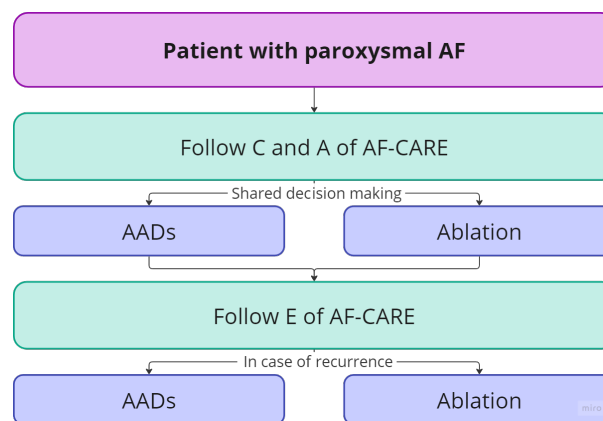 Patient with paroxysmal AF
Follow C and A of AF-CARE
Shared decision making
AADs
Ablation
Follow E of AF-CARE
In case of recurrence
AADs
Ablation
miro